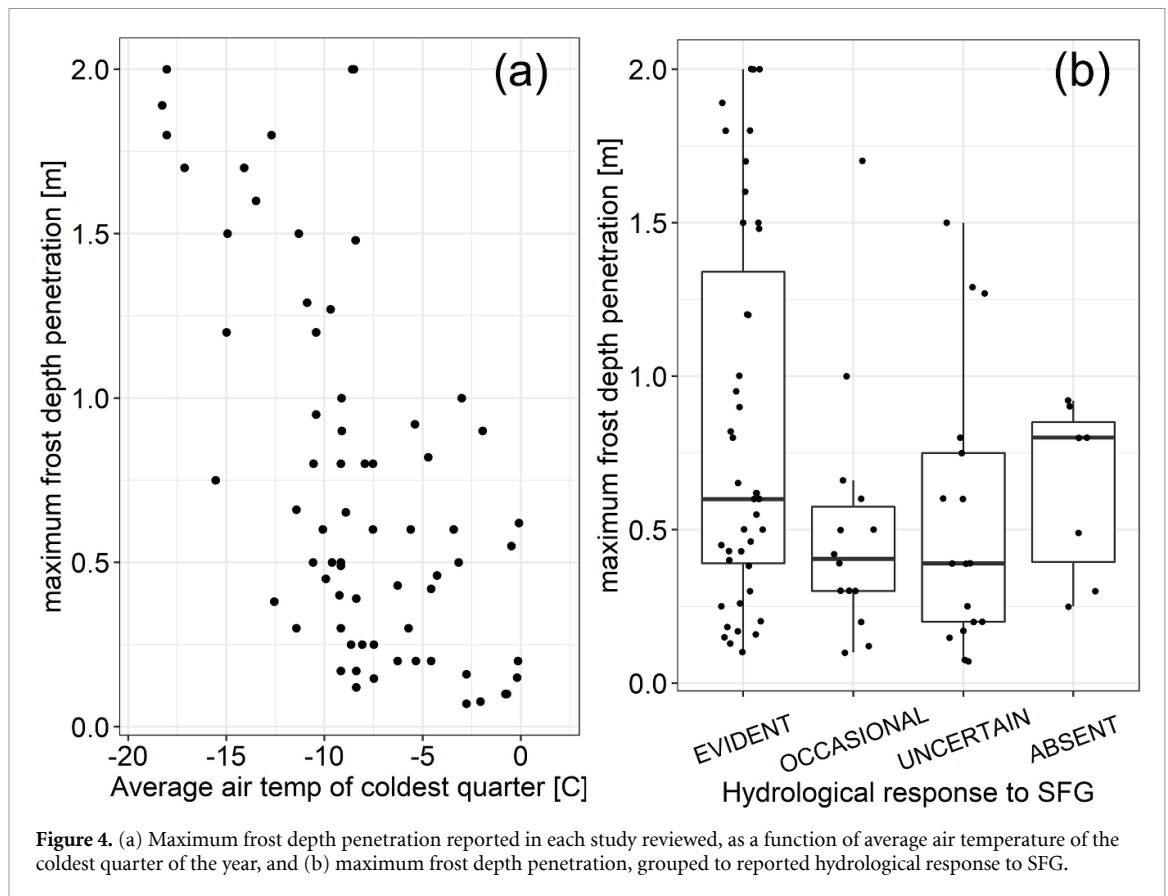 (a)
maximum frost depth penetration [m]
2.0
1.5
1.0
0.5
0.0
-20 -15 -10 -5 0
Average air temp of coldest quarter [C]
(b)
maximum frost depth penetration [m]
2.0
1.5
1.0
0.5
0.0
EVIDENT OCCASIONAL UNCERTAIN ABSENT
Hydrological response to SFG
Figure 4. (a) Maximum frost depth penetration reported in each study reviewed, as a function of average air temperature of the
coldest quarter of the year, and (b) maximum frost depth penetration, grouped to reported hydrological response to SFG.